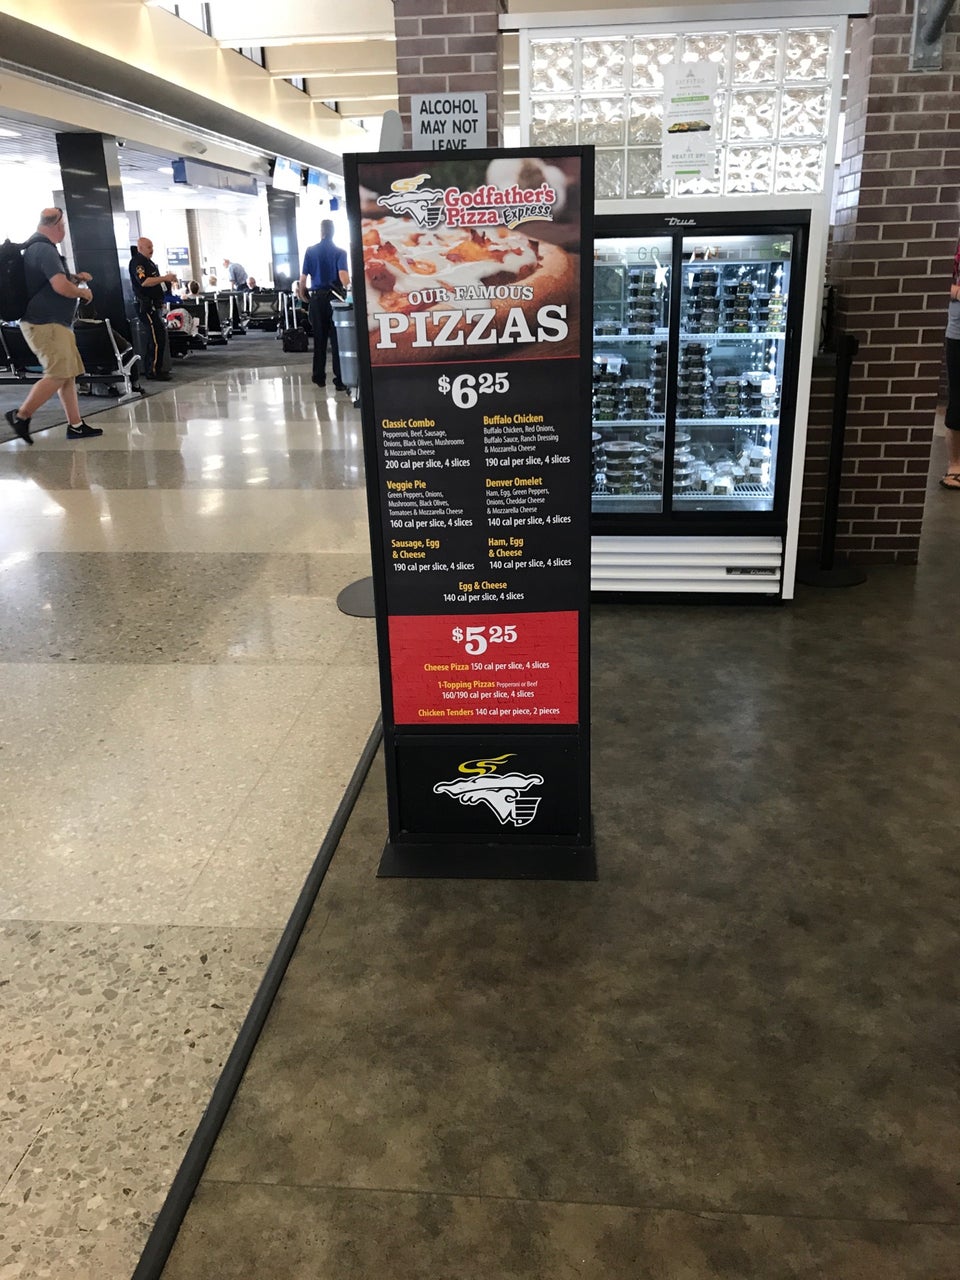 ALCOHOL
MAY NOT
LEAVE
Godfather's
Pizza Express
OUR FAMOUS
PIZZAS
$6.25
Classic Combo
Pepperoni, Beef, Sausage,
Onions, Black Olives, Mushrooms
& Mozzarella Cheese
200 cal per slice, 4 slices
Buffalo Chicken
Buffalo Chicken, Red Onions,
Buffalo Sauce, Ranch Dressing
& Mozzarella Cheese
190 cal per slice, 4 slices
Veggie Pie
Green Peppers, Onions,
Mushrooms, Black Olives,
Tomatoes & Mozzarella Cheese
160 cal per slice, 4 slices
Denver Omelet
Ham, Egg, Green Peppers,
Onions, Cheddar Cheese
& Mozzarella Cheese
140 cal per slice, 4 slices
Sausage, Egg
& Cheese
190 cal per slice, 4 slices
Ham, Egg
& Cheese
140 cal per slice, 4 slices
Egg & Cheese
140 cal per slice, 4 slices
$5.25
Cheese Pizza 150 cal per slice, 4 slices
1-Topping Pizzas Pepperoni or Beef
160/190 cal per slice, 4 slices
Chicken Tenders 140 cal per piece, 2 pieces
HEAT IT UP!
True
GO EAT